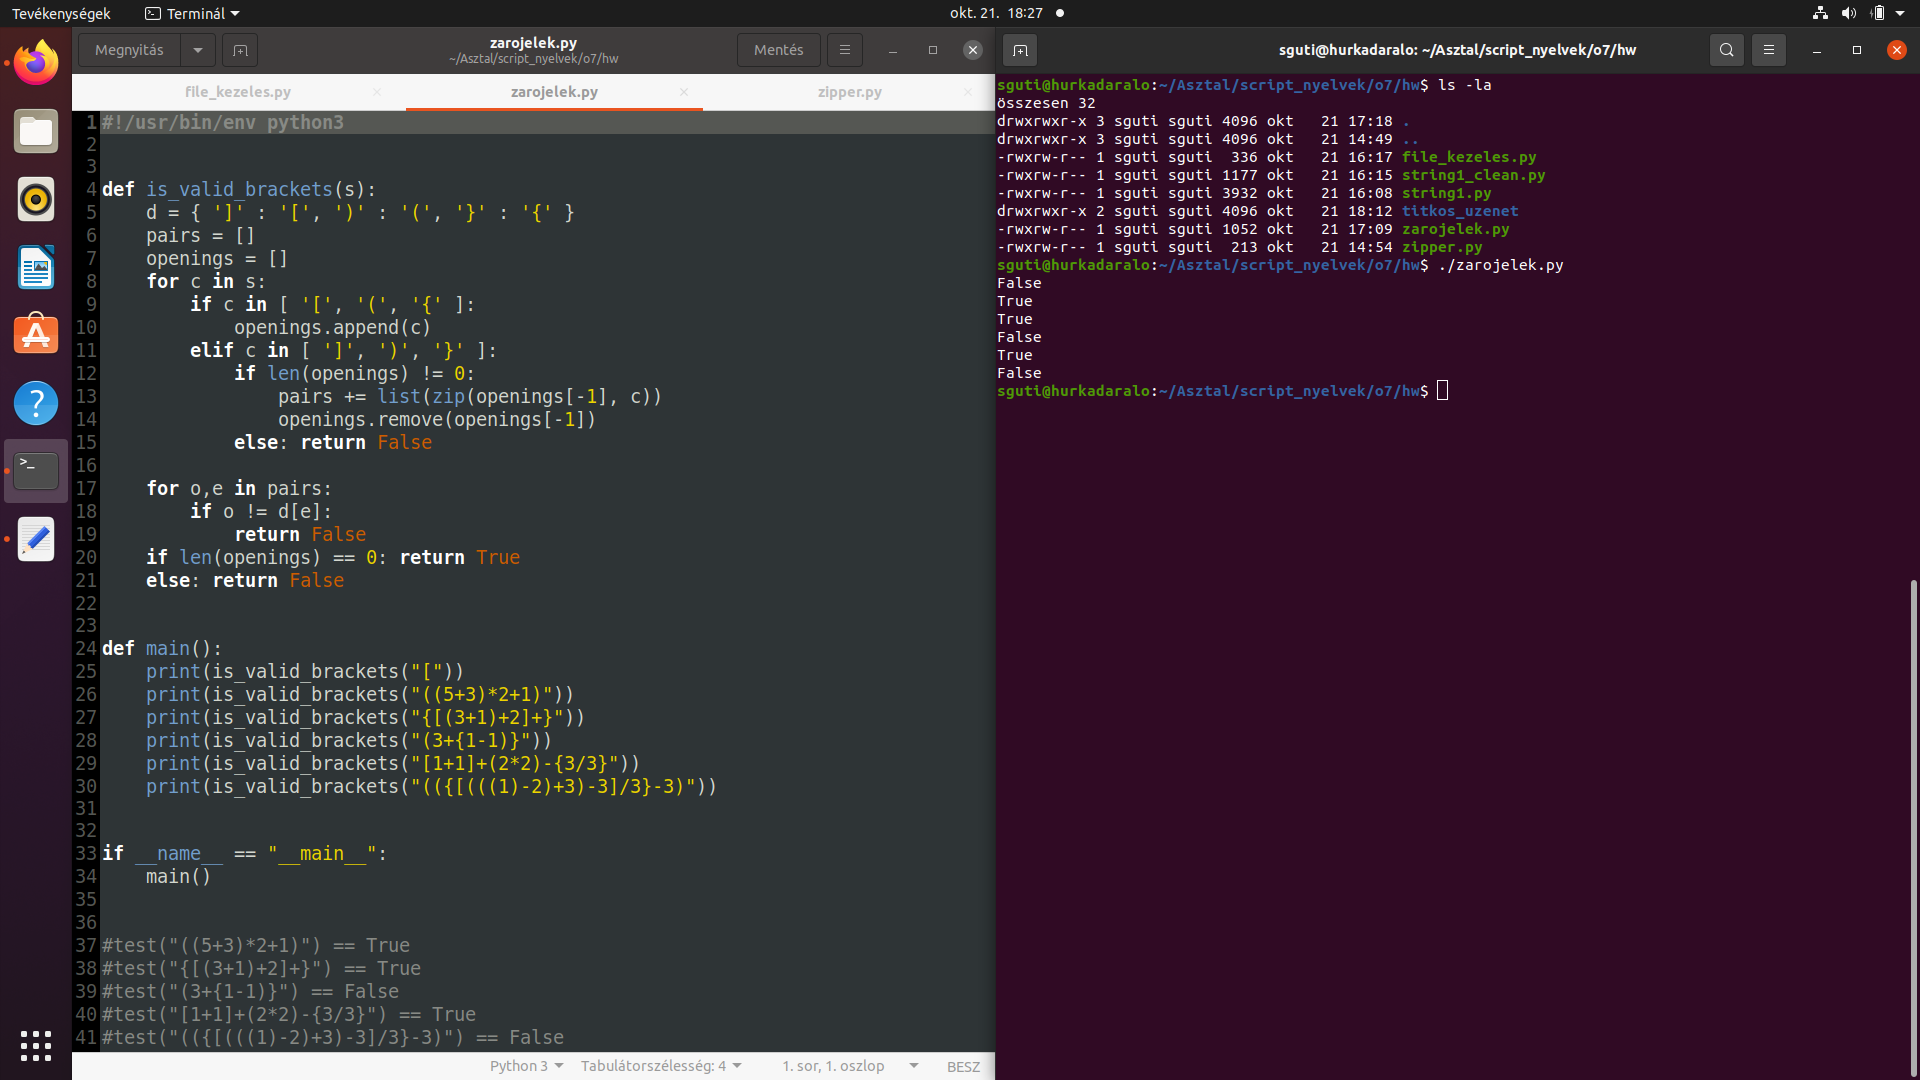 Tevékenységek
Terminál
okt. 21.  18:27
Megnyitás
zarojelek.py
~/Asztal/script_nyelvek/o7/hw
Mentés
file_kezeles.py
zarojelek.py
zipper.py
1 #!/usr/bin/env python3
2
3
4 def is_valid_brackets(s):
5     d = { ']' : '[', ')' : '(', '}' : '{' }
6     pairs = []
7     openings = []
8     for c in s:
9         if c in [ '[', '(', '{' ]:
10             openings.append(c)
11         elif c in [ ']', ')', '}' ]:
12             if len(openings) != 0:
13                 pairs += list(zip(openings[-1], c))
14                 openings.remove(openings[-1])
15             else: return False
16
17     for o,e in pairs:
18         if o != d[e]:
19             return False
20     if len(openings) == 0: return True
21     else: return False
22
23
24 def main():
25     print(is_valid_brackets("["))
26     print(is_valid_brackets("((5+3)*2+1)"))
27     print(is_valid_brackets("{[(3+1)+2]+}"))
28     print(is_valid_brackets("(3+{1-1)}"))
29     print(is_valid_brackets("[1+1]+(2*2)-{3/3}"))
30     print(is_valid_brackets("(({[(((1)-2)+3)-3]/3}-3)"))
31
32
33 if __name__ == "__main__":
34     main()
35
36
37 #test("((5+3)*2+1)") == True
38 #test("{[(3+1)+2]+}") == True
39 #test("(3+{1-1)}") == False
40 #test("[1+1]+(2*2)-{3/3}") == True
41 #test("(({[(((1)-2)+3)-3]/3}-3)") == False
Python 3
Tabulátorszélesség: 4
1. sor, 1. oszlop
BESZ
sguti@hurkadaralo: ~/Asztal/script_nyelvek/o7/hw
sguti@hurkadaralo:~/Asztal/script_nyelvek/o7/hw$ ls -la
összesen 32
drwxrwxr-x 3 sguti sguti 4096 okt   21 17:18 .
drwxrwxr-x 3 sguti sguti 4096 okt   21 14:49 ..
-rwxrw-r-- 1 sguti sguti  336 okt   21 16:17 file_kezeles.py
-rwxrw-r-- 1 sguti sguti 1177 okt   21 16:15 string1_clean.py
-rwxrw-r-- 1 sguti sguti 3932 okt   21 16:08 string1.py
drwxrwxr-x 2 sguti sguti 4096 okt   21 18:12 titkos_uzenet
-rwxrw-r-- 1 sguti sguti 1052 okt   21 17:09 zarojelek.py
-rwxrw-r-- 1 sguti sguti  213 okt   21 14:54 zipper.py
sguti@hurkadaralo:~/Asztal/script_nyelvek/o7/hw$ ./zarojelek.py
False
True
True
False
True
False
sguti@hurkadaralo:~/Asztal/script_nyelvek/o7/hw$